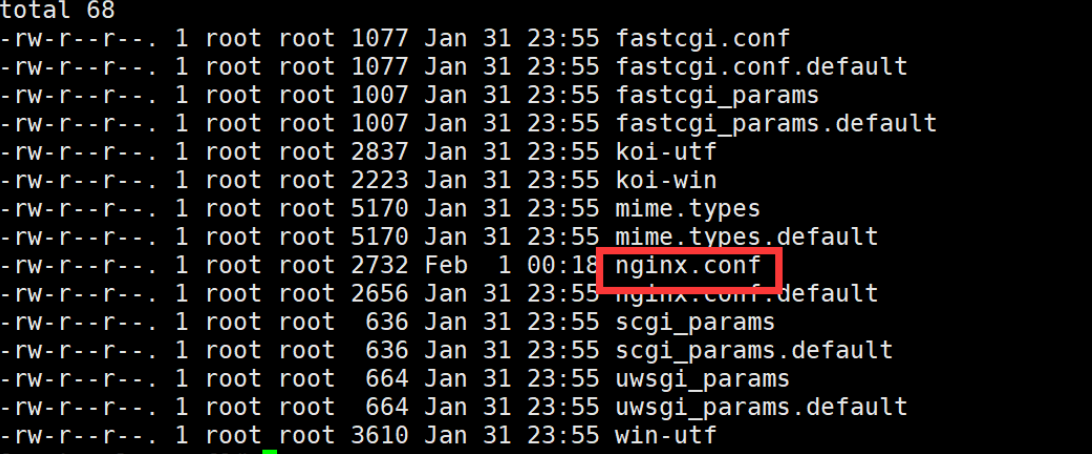 total 68
-rw-r--r--. 1 root root 1077 Jan 31 23:55 fastcgi.conf
-rw-r--r--. 1 root root 1077 Jan 31 23:55 fastcgi.conf.default
-rw-r--r--. 1 root root 1007 Jan 31 23:55 fastcgi_params
-rw-r--r--. 1 root root 1007 Jan 31 23:55 fastcgi_params.default
-rw-r--r--. 1 root root 2837 Jan 31 23:55 koi-utf
-rw-r--r--. 1 root root 2223 Jan 31 23:55 koi-win
-rw-r--r--. 1 root root 5170 Jan 31 23:55 mime.types
-rw-r--r--. 1 root root 5170 Jan 31 23:55 mime.types.default
-rw-r--r--. 1 root root 2732 Feb  1 00:18 nginx.conf
-rw-r--r--. 1 root root 2656 Jan 31 23:55 nginx.conf.default
-rw-r--r--. 1 root root  636 Jan 31 23:55 scgi_params
-rw-r--r--. 1 root root  636 Jan 31 23:55 scgi_params.default
-rw-r--r--. 1 root root  664 Jan 31 23:55 uwsgi_params
-rw-r--r--. 1 root root  664 Jan 31 23:55 uwsgi_params.default
-rw-r--r--. 1 root root 3610 Jan 31 23:55 win-utf